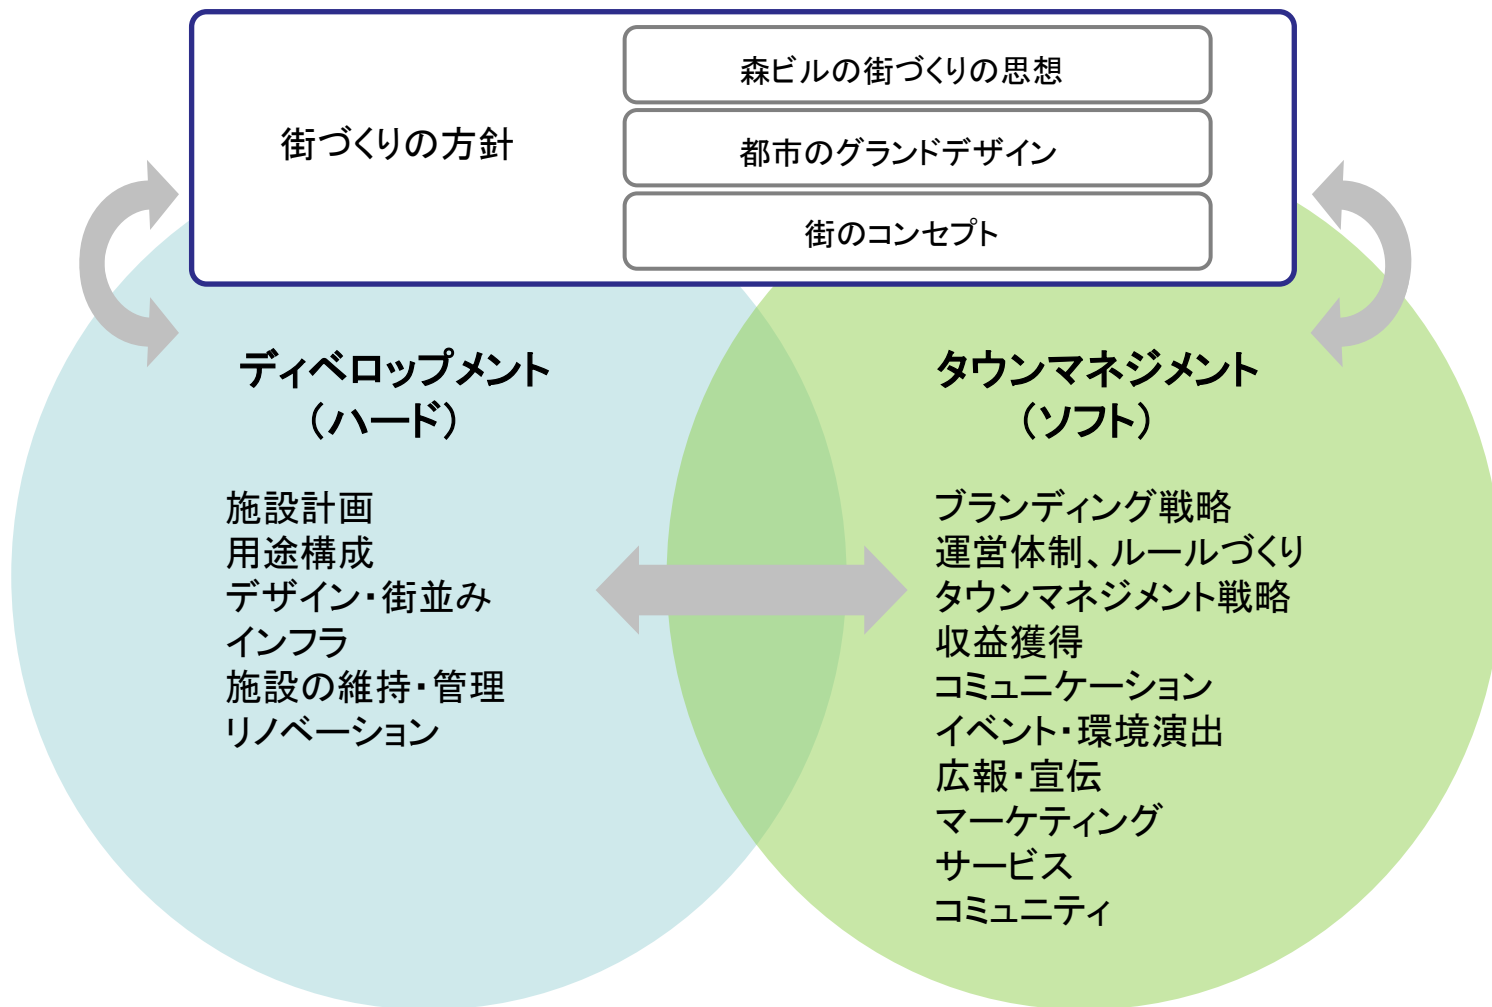 街づくりの方針
森ビルの街づくりの思想
都市のグランドデザイン
街のコンセプト
ディベロップメント
（ハード）
施設計画
用途構成
デザイン・街並み
インフラ
施設の維持・管理
リノベーション
タウンマネジメント
（ソフト）
ブランディング戦略
運営体制、ルールづくり
タウンマネジメント戦略
収益獲得
コミュニケーション
イベント・環境演出
広報・宣伝
マーケティング
サービス
コミュニティ